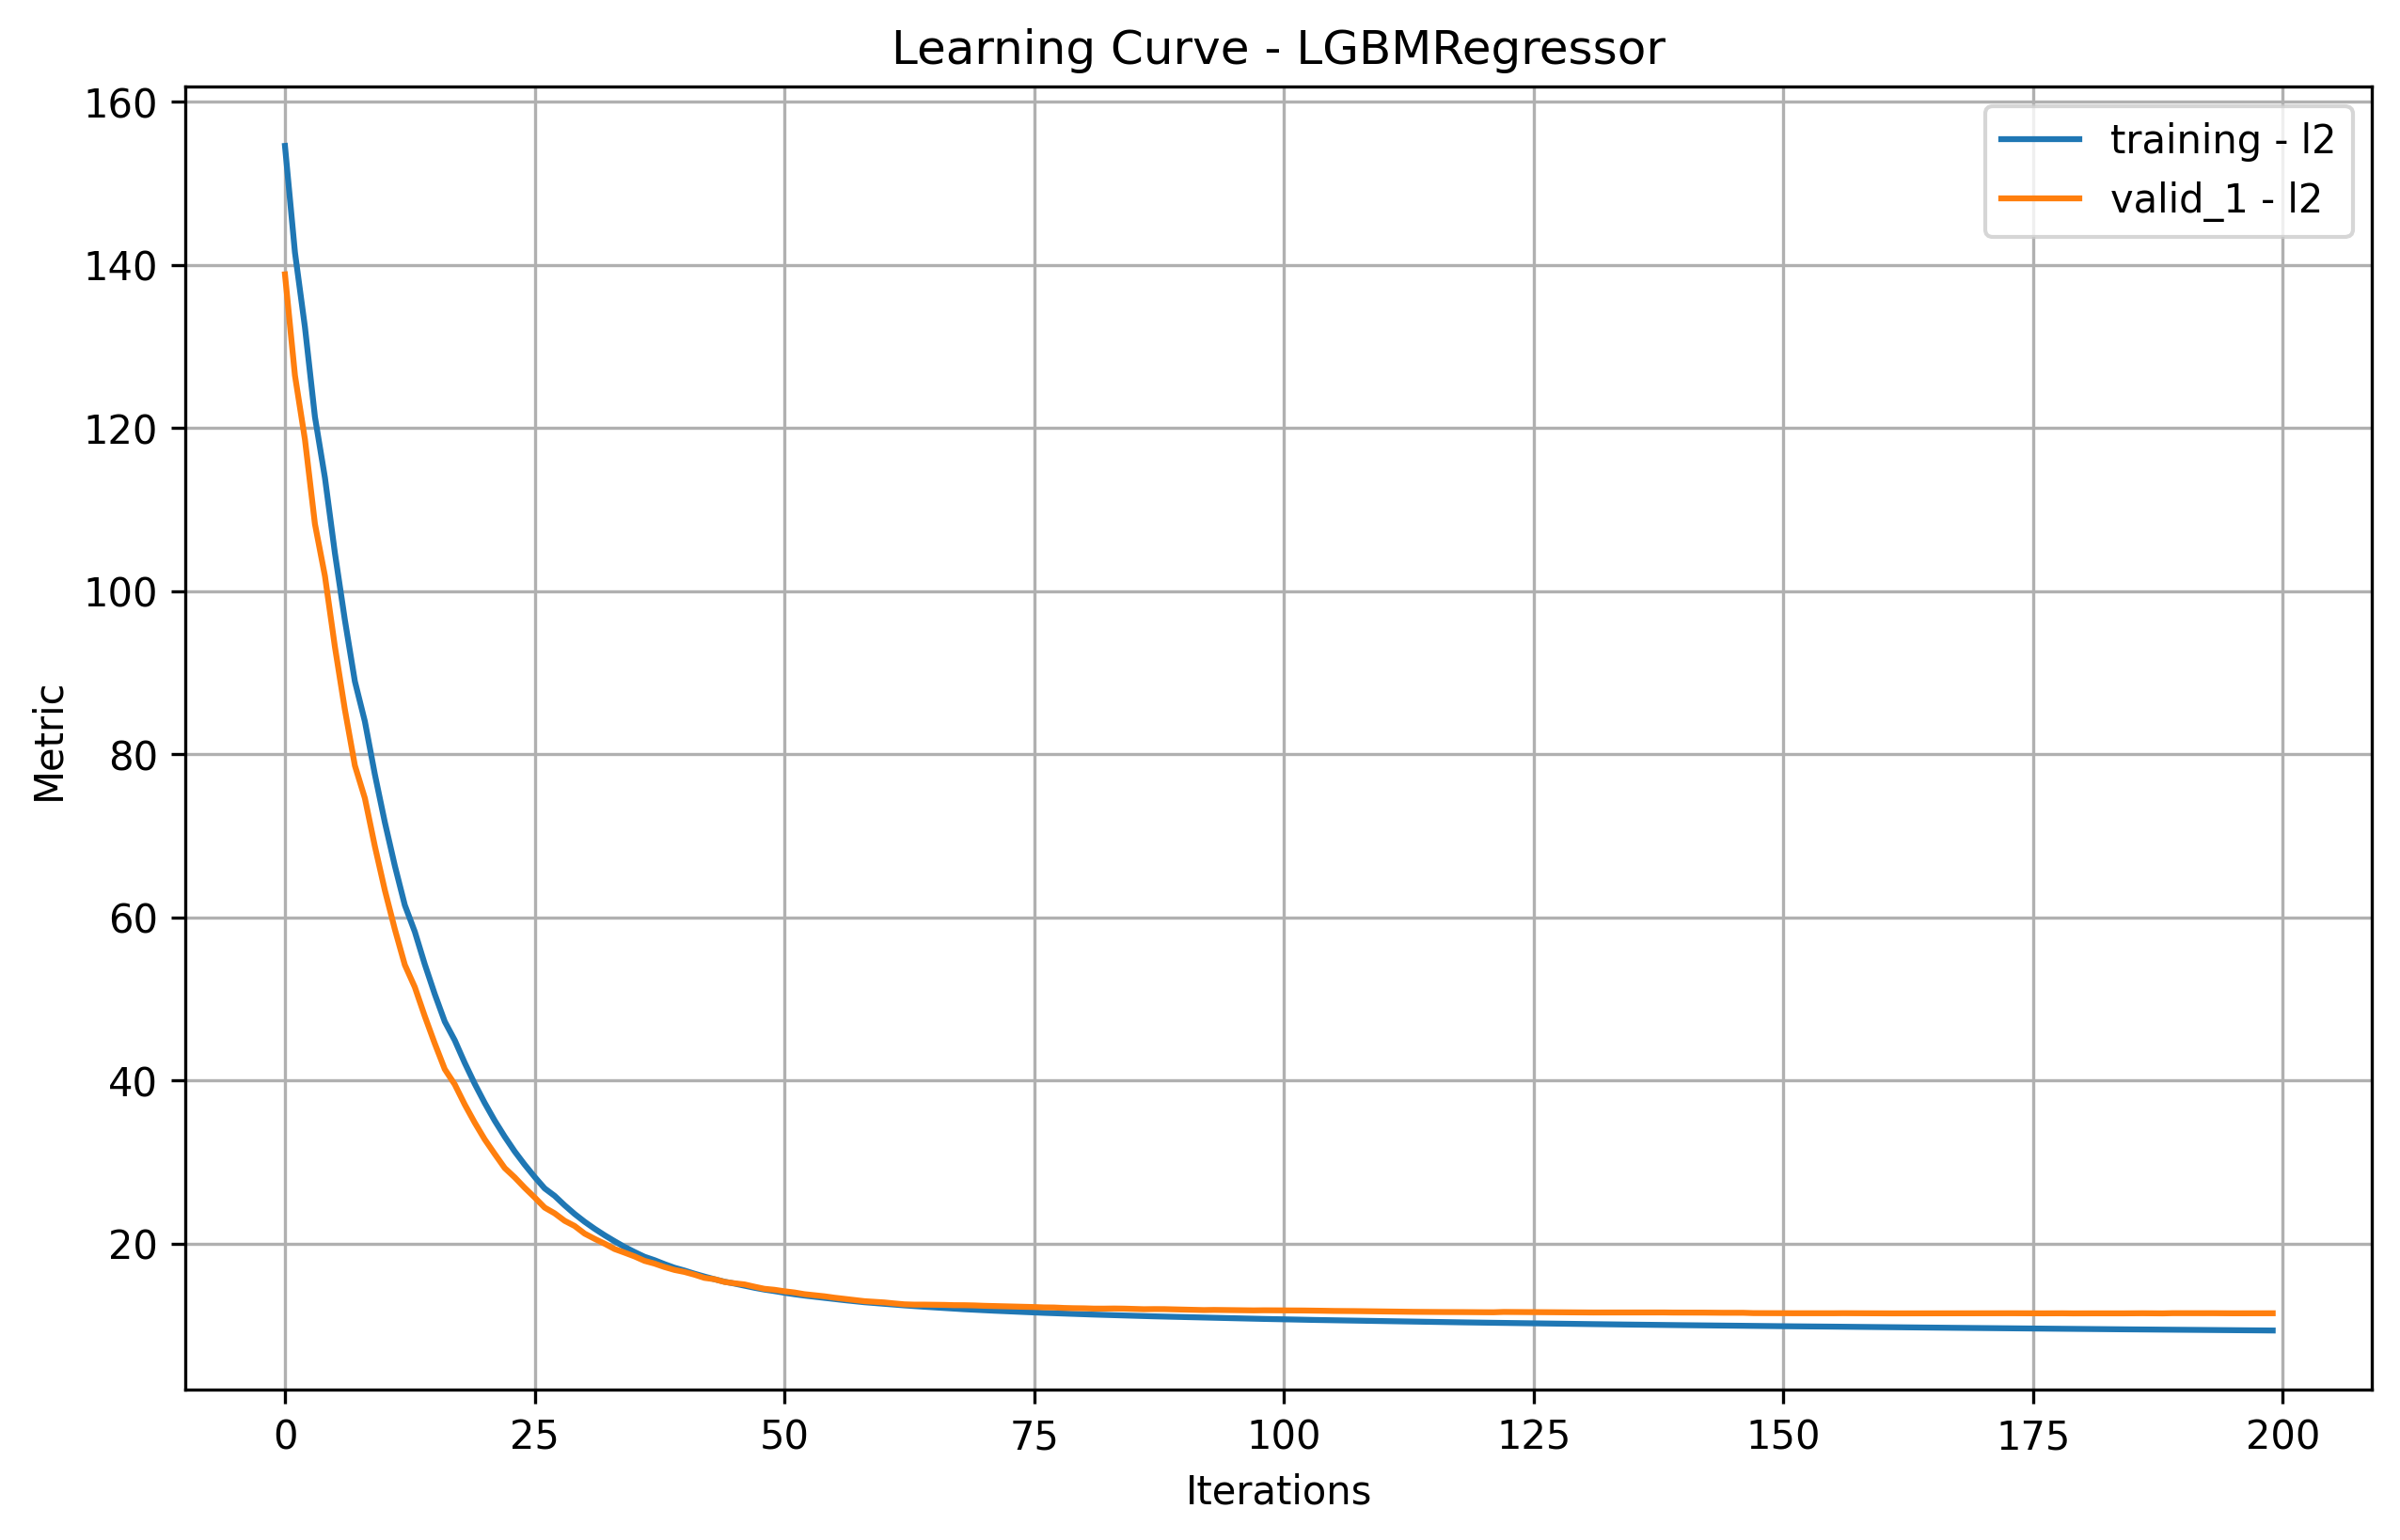 Learning Curve - LGBMRegressor
160
140
120
100
80
60
40
20
Metric
training - l2
valid_1 - l2
0 25 50 75 100 125 150 175 200
Iterations